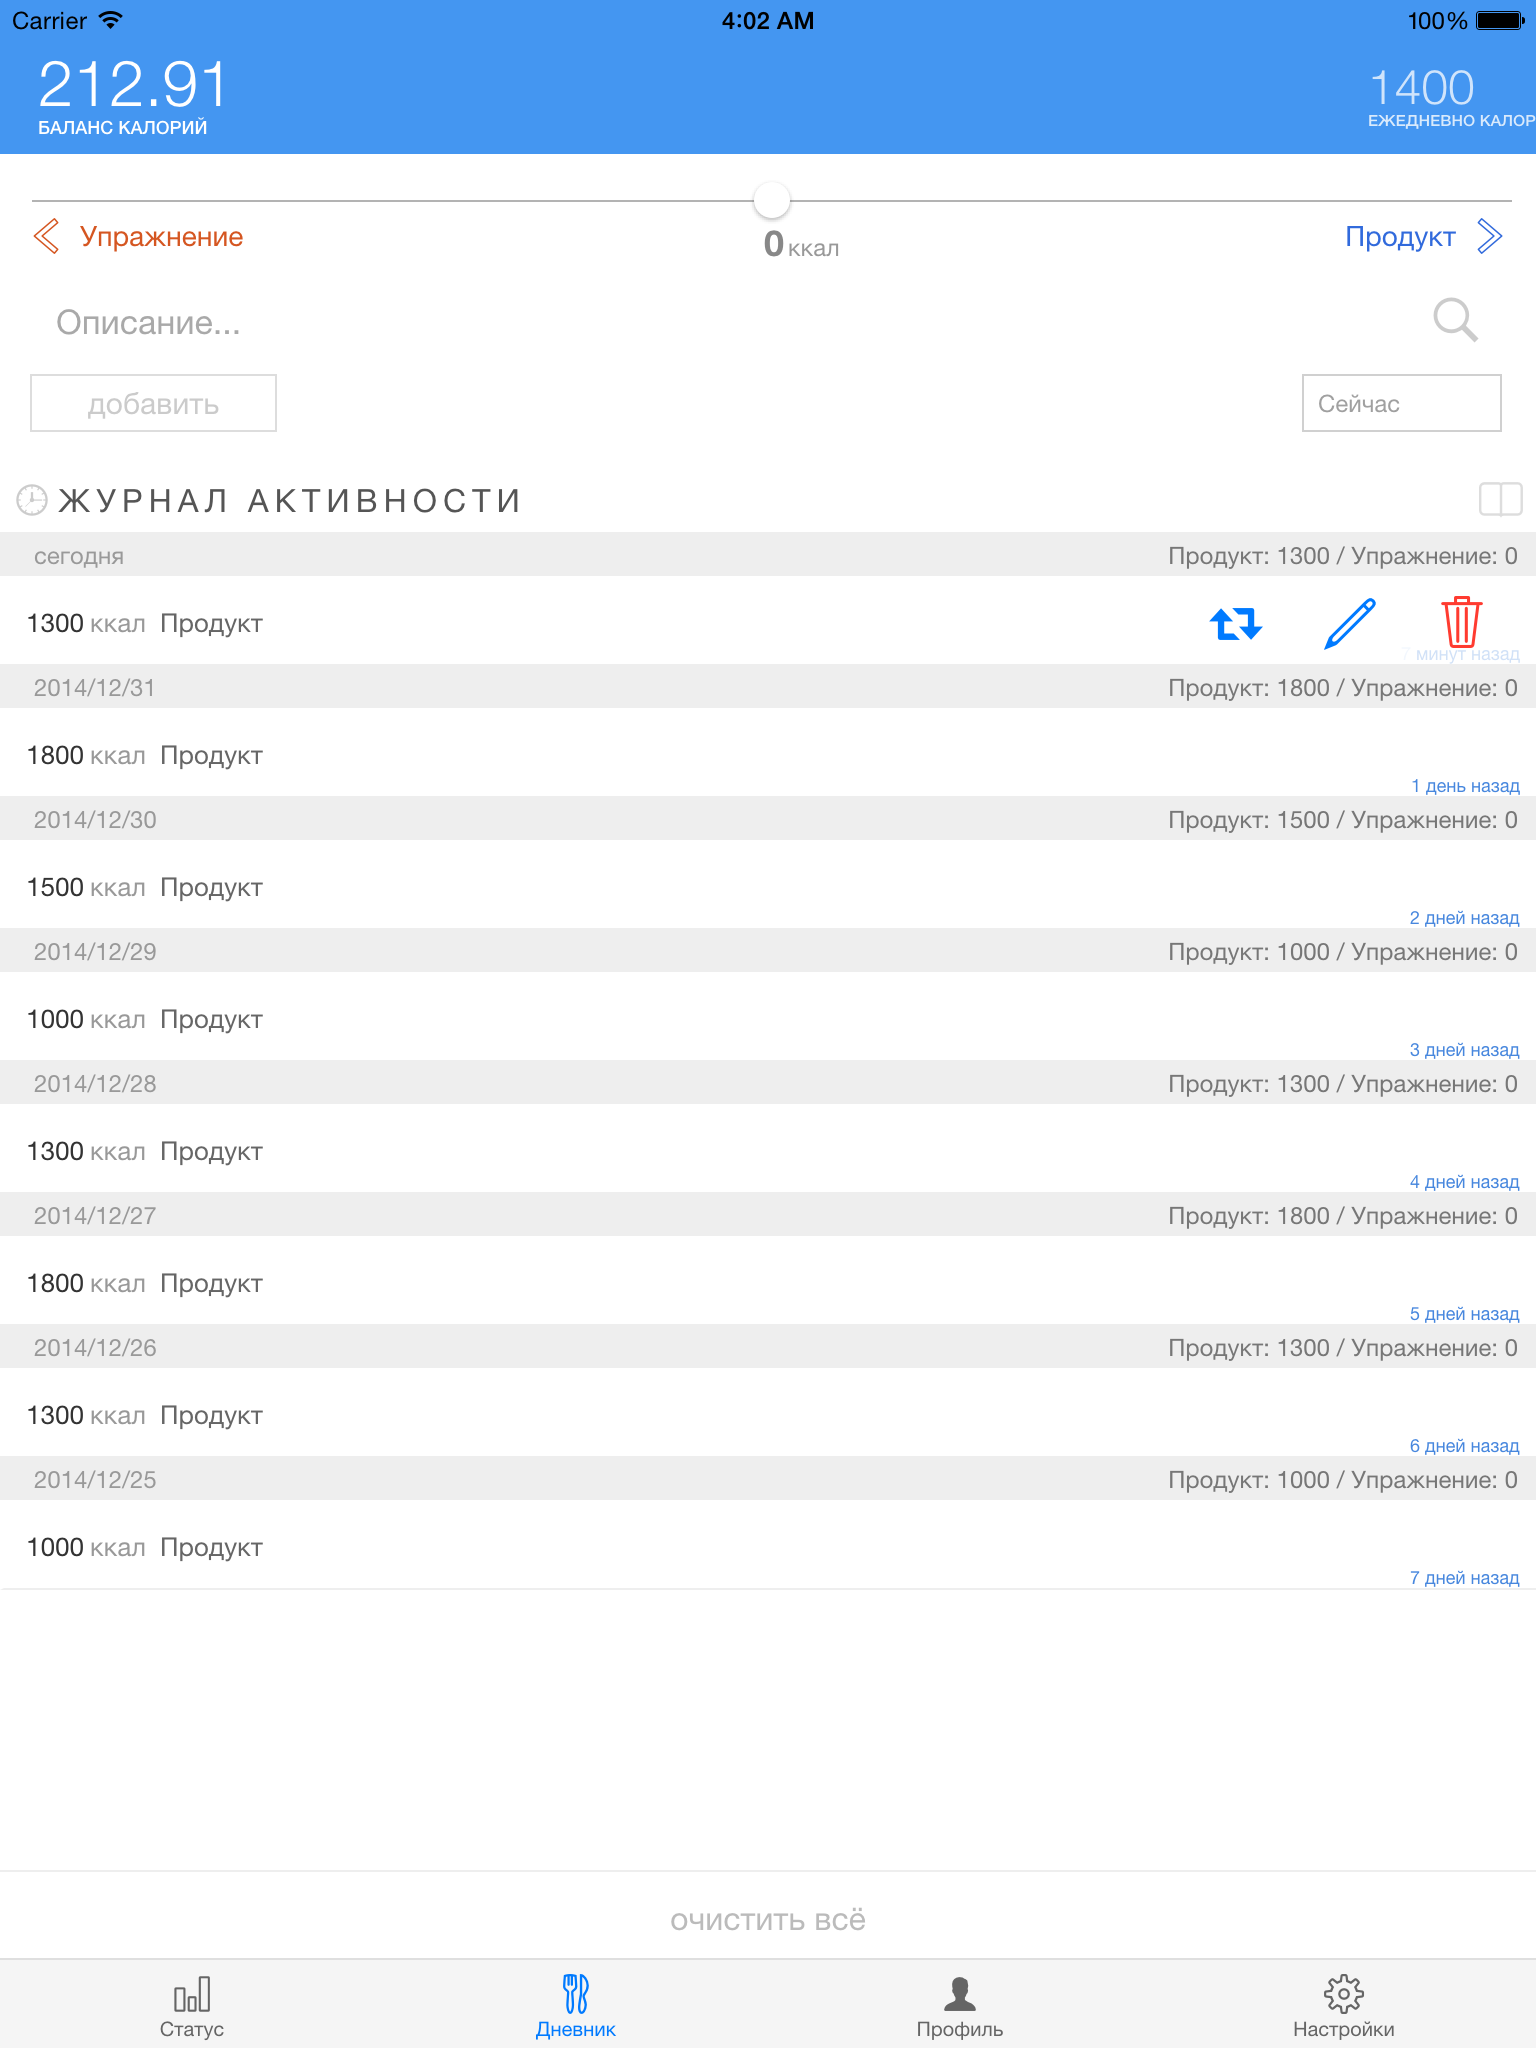 Carrier 4:02 AM 100%
212.91 1400
БАЛАНС КАЛОРИЙ ЕЖЕДНЕВНО КАЛОР
Упражнение 0 ккал Продукт
Описание...
добавить Сейчас
ЖУРНАЛ АКТИВНОСТИ
сегодня Продукт: 1300 / Упражнение: 0
1300 ккал Продукт
7 минут назад
2014/12/31 Продукт: 1800 / Упражнение: 0
1800 ккал Продукт
1 день назад
2014/12/30 Продукт: 1500 / Упражнение: 0
1500 ккал Продукт
2 дней назад
2014/12/29 Продукт: 1000 / Упражнение: 0
1000 ккал Продукт
3 дней назад
2014/12/28 Продукт: 1300 / Упражнение: 0
1300 ккал Продукт
4 дней назад
2014/12/27 Продукт: 1800 / Упражнение: 0
1800 ккал Продукт
5 дней назад
2014/12/26 Продукт: 1300 / Упражнение: 0
1300 ккал Продукт
6 дней назад
2014/12/25 Продукт: 1000 / Упражнение: 0
1000 ккал Продукт
7 дней назад
очистить всё
Статус Дневник Профиль Настройки